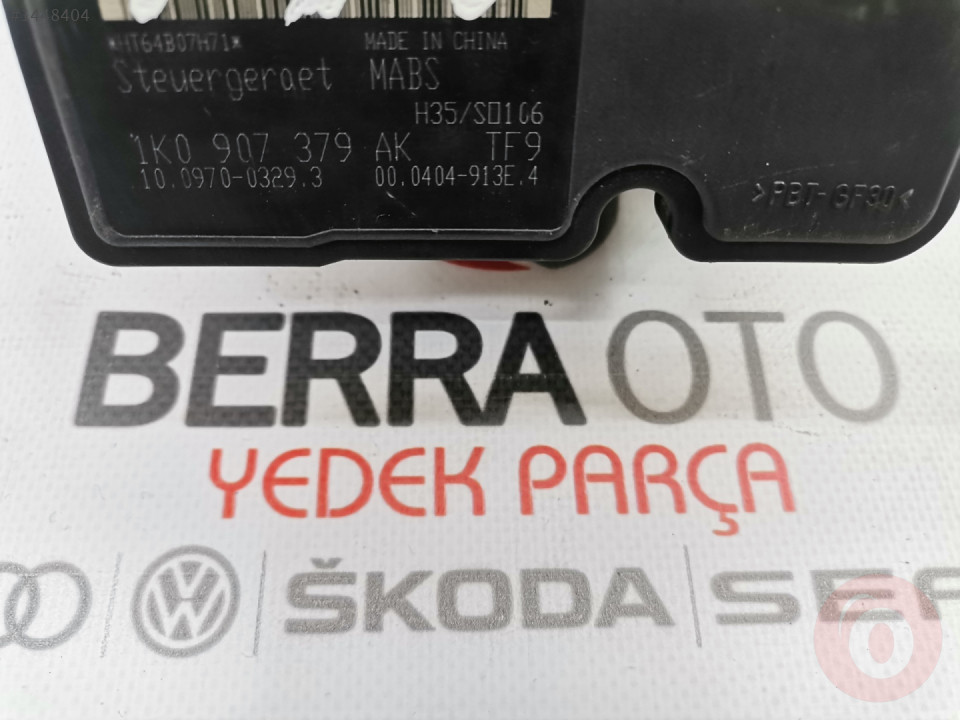 *HT64B07H71* MADE IN CHINA
Steuergeraet MABS
H35/S0106
1K0 907 379 AK TF9
10.0970-0329.3 00.0404-913E.4
>PBT-GF30<
BERRA OTO
YEDEK PARÇA
ŠKODA SEA